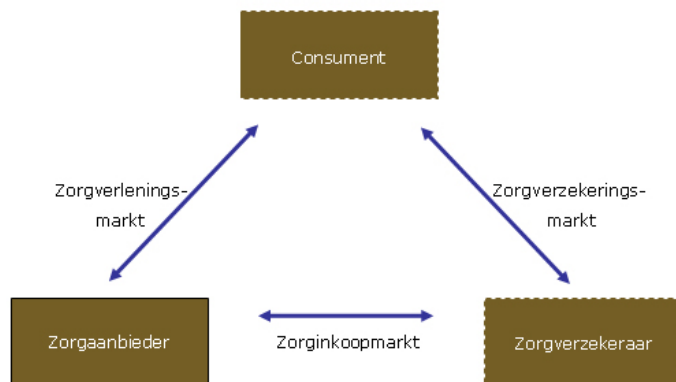 Consument
Zorgverlenings-
markt
Zorgverzekerings-
markt
Zorgaanbieder
Zorginkoopmarkt
Zorgverzekeraar